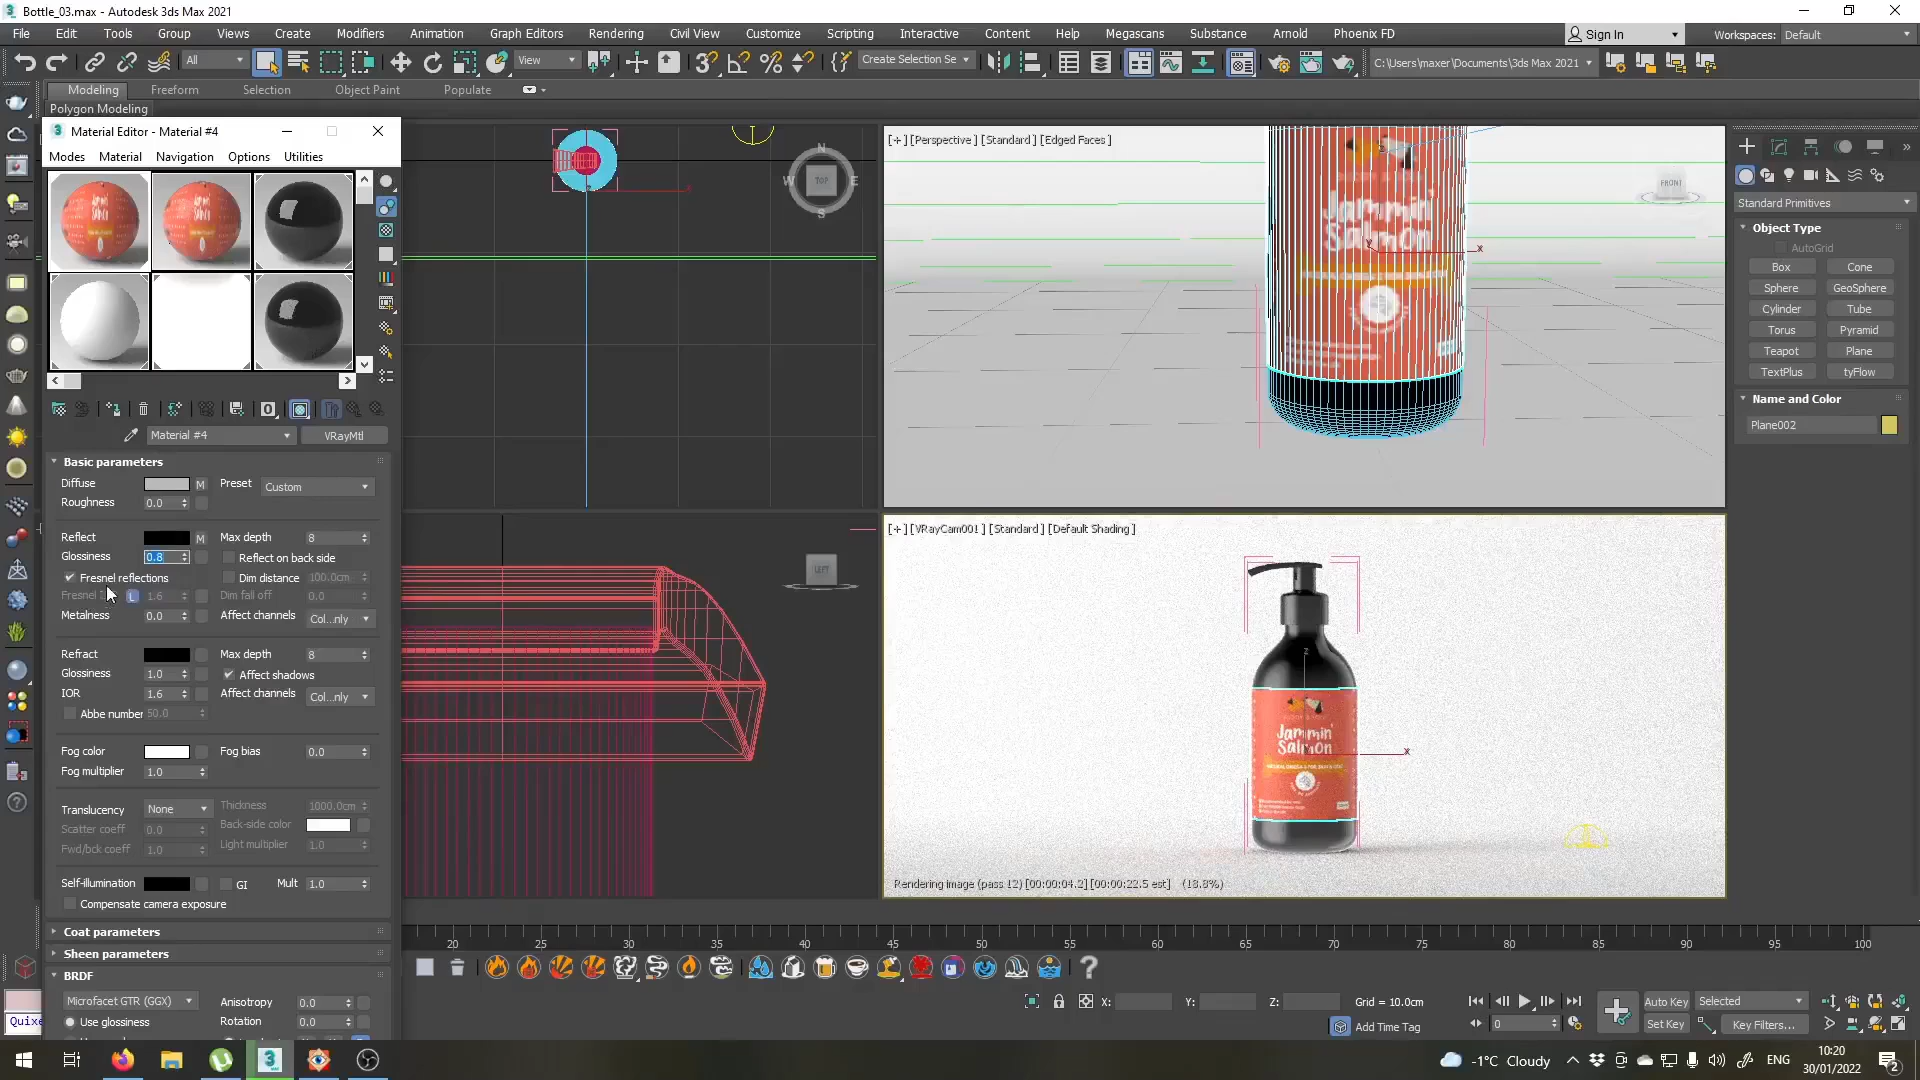 Bottle_03.max - Autodesk 3ds Max 2021
File Edit Tools Group Views Create Modifiers Animation Graph Editors Rendering Civil View Customize Scripting Interactive Content Help Megascans Substance Arnold Phoenix FD
Sign In
Workspaces: Default
All
View
Create Selection Se
C:\Users\maxer\Documents\3ds Max 2021
Modeling Freeform Selection Object Paint Populate
Polygon Modeling
Material Editor - Material #4
Modes Material Navigation Options Utilities
Material #4
VRayMtl
Basic parameters
Diffuse M Preset Custom
Roughness 0.0
Reflect M Max depth 8
Glossiness 0.8 Reflect on back side
Fresnel reflections Dim distance 100.0cm
Fresnel L 1.6 Dim fall off 0.0
Metalness 0.0 Affect channels Col...nly
Refract Max depth 8
Glossiness 1.0 Affect shadows
IOR 1.6 Affect channels Col...nly
Abbe number 50.0
Fog color Fog bias 0.0
Fog multiplier 1.0
Translucency None Thickness 1000.0cm
Scatter coeff 0.0 Back-side color
Fwd/bck coeff 1.0 Light multiplier 1.0
Self-illumination GI Mult 1.0
Compensate camera exposure
Coat parameters
Sheen parameters
BRDF
Microfacet GTR (GGX) Anisotropy 0.0
Use glossiness Rotation 0.0
N
W TOP E
S
LEFT
[+] [Perspective] [Standard] [Edged Faces]
FRONT
Jammin'
Salmon
[+] [VRayCam001] [Standard] [Default Shading]
Jammin'
Salmon
Rendering image (pass 12) [00:00:04.2] [00:00:22.5 est] (18.8%)
Standard Primitives
Object Type
AutoGrid
Box Cone
Sphere GeoSphere
Cylinder Tube
Torus Pyramid
Teapot Plane
TextPlus tyFlow
Name and Color
Plane002
20 25 30 35 40 45 50 55 60 65 70 75 80 85 90 95 100
X: Y: Z: Grid = 10.0cm
Add Time Tag
Auto Key Selected
Set Key Key Filters...
0
Quixe
-1°C Cloudy
ENG
10:20
30/01/2022
2